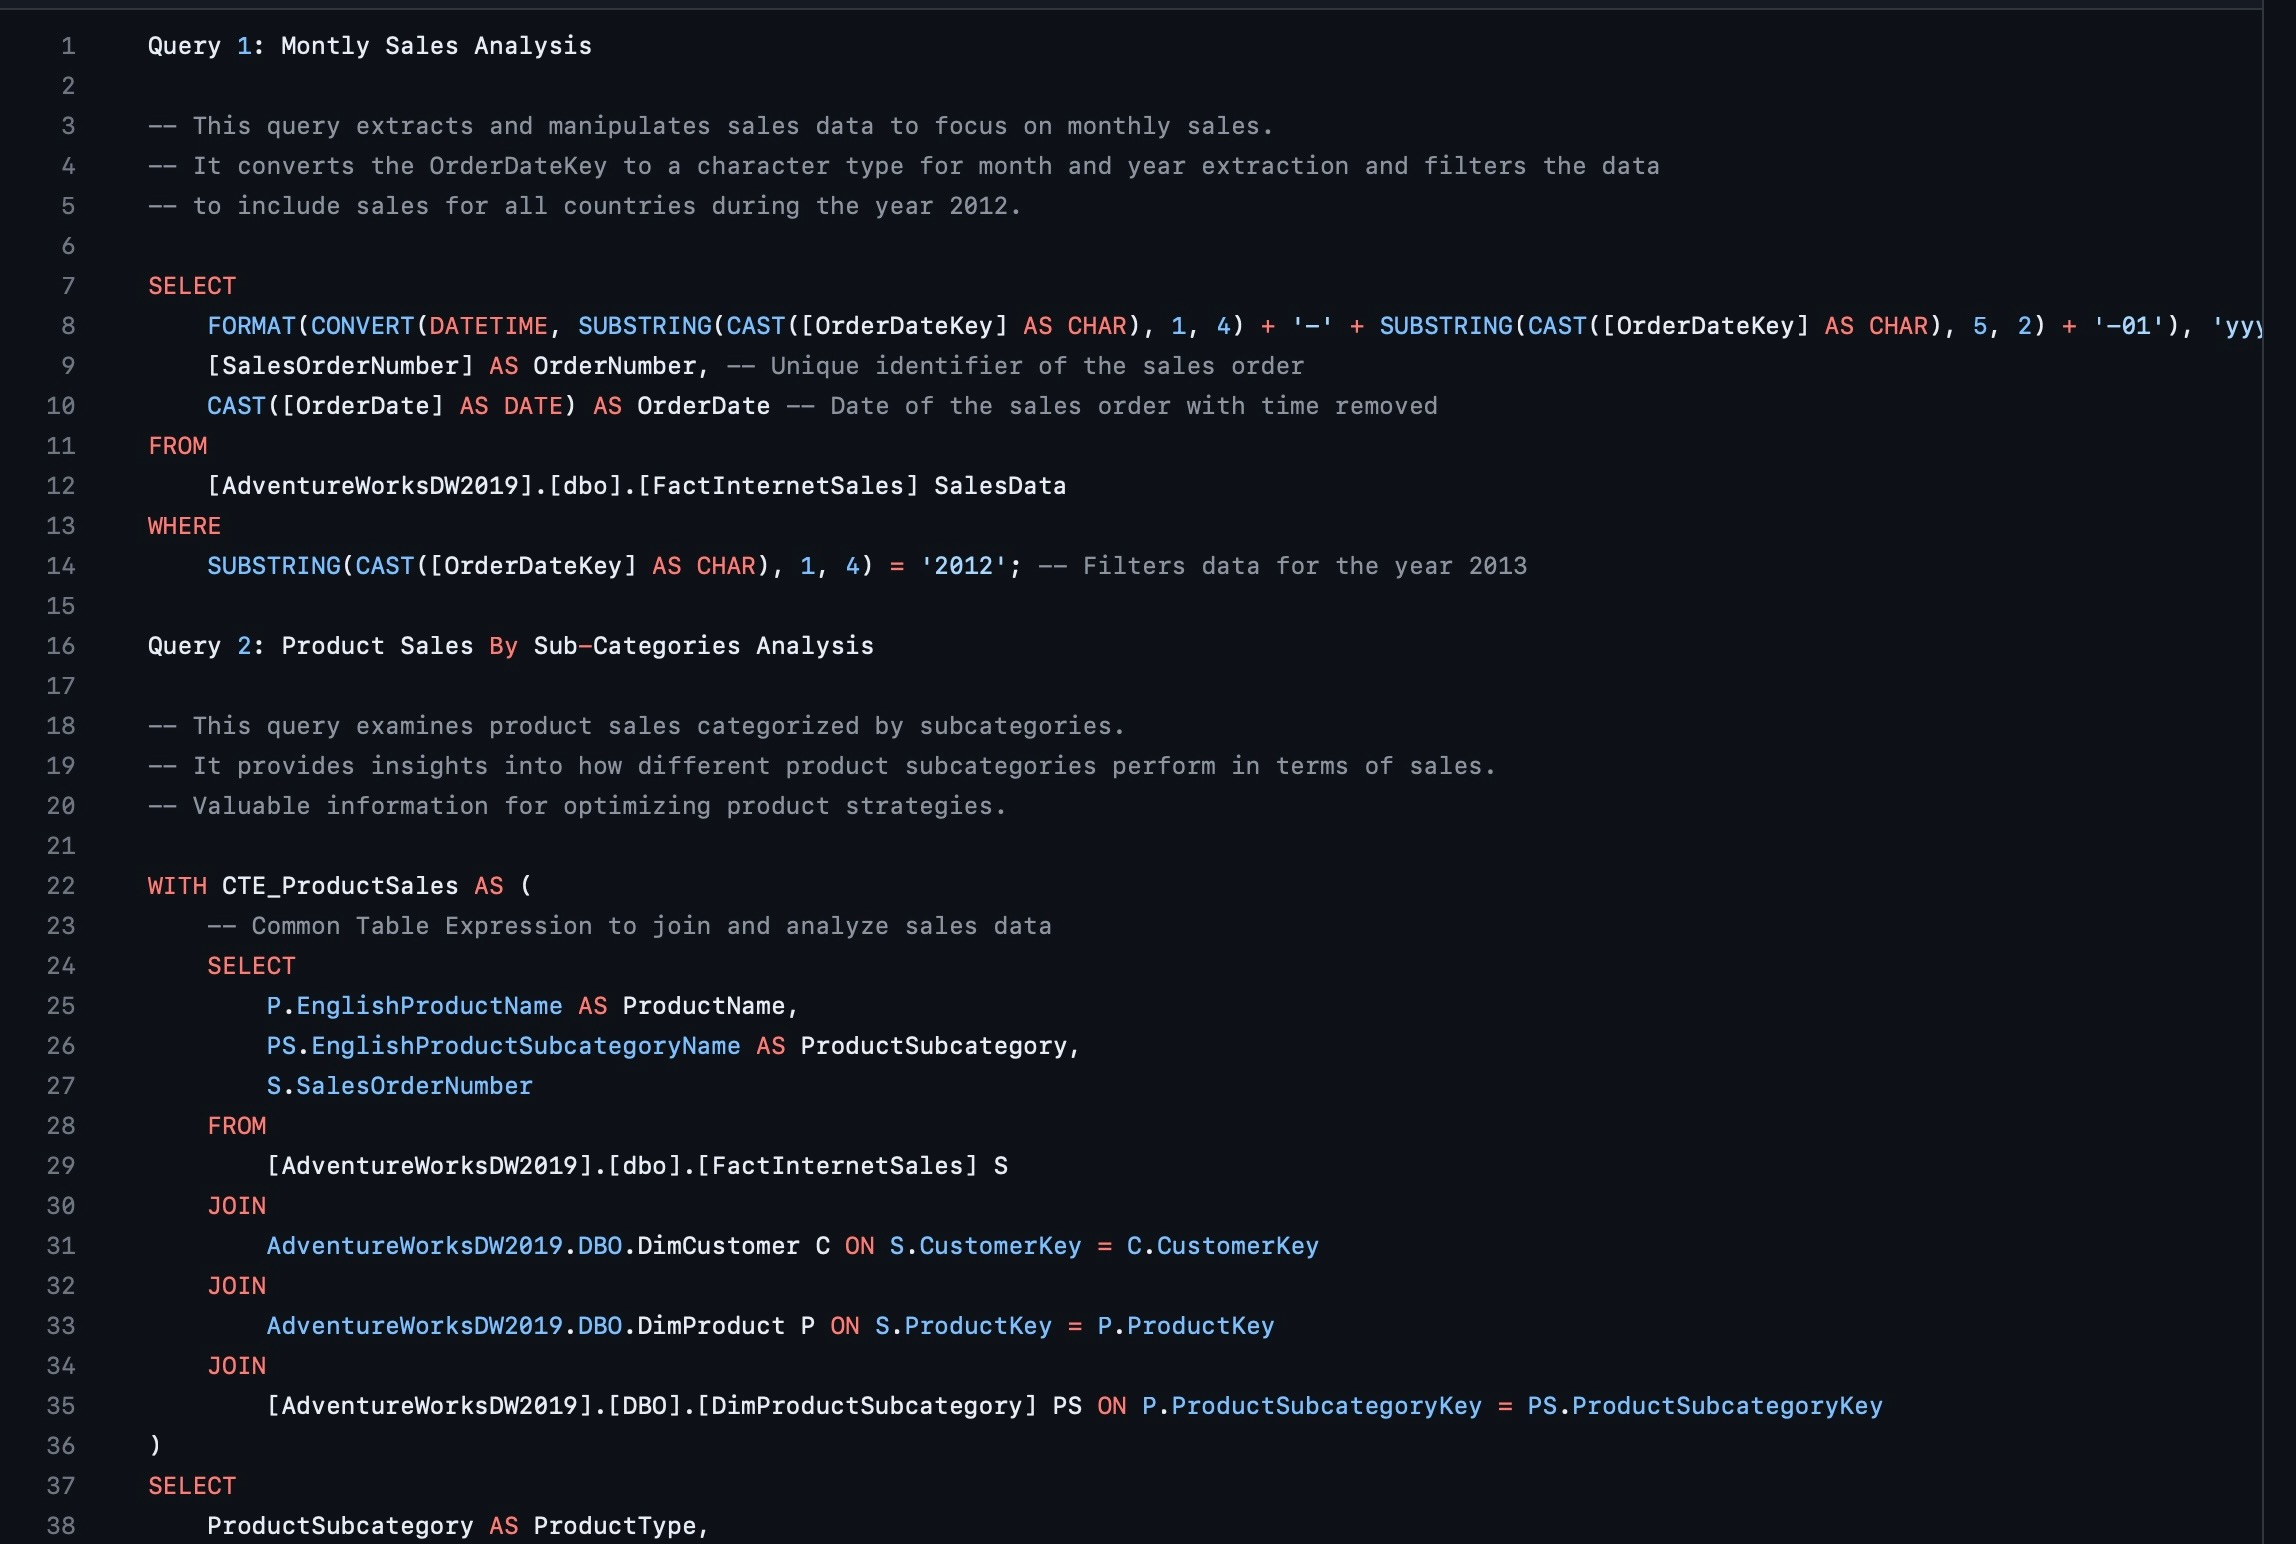 1 Query 1: Montly Sales Analysis
2
3 -- This query extracts and manipulates sales data to focus on monthly sales.
4 -- It converts the OrderDateKey to a character type for month and year extraction and filters the data
5 -- to include sales for all countries during the year 2012.
6
7 SELECT
8 FORMAT(CONVERT(DATETIME, SUBSTRING(CAST([OrderDateKey] AS CHAR), 1, 4) + '-' + SUBSTRING(CAST([OrderDateKey] AS CHAR), 5, 2) + '-01'), 'yyy
9 [SalesOrderNumber] AS OrderNumber, -- Unique identifier of the sales order
10 CAST([OrderDate] AS DATE) AS OrderDate -- Date of the sales order with time removed
11 FROM
12 [AdventureWorksDW2019].[dbo].[FactInternetSales] SalesData
13 WHERE
14 SUBSTRING(CAST([OrderDateKey] AS CHAR), 1, 4) = '2012'; -- Filters data for the year 2013
15
16 Query 2: Product Sales By Sub-Categories Analysis
17
18 -- This query examines product sales categorized by subcategories.
19 -- It provides insights into how different product subcategories perform in terms of sales.
20 -- Valuable information for optimizing product strategies.
21
22 WITH CTE_ProductSales AS (
23 -- Common Table Expression to join and analyze sales data
24 SELECT
25 P.EnglishProductName AS ProductName,
26 PS.EnglishProductSubcategoryName AS ProductSubcategory,
27 S.SalesOrderNumber
28 FROM
29 [AdventureWorksDW2019].[dbo].[FactInternetSales] S
30 JOIN
31 AdventureWorksDW2019.DBO.DimCustomer C ON S.CustomerKey = C.CustomerKey
32 JOIN
33 AdventureWorksDW2019.DBO.DimProduct P ON S.ProductKey = P.ProductKey
34 JOIN
35 [AdventureWorksDW2019].[DBO].[DimProductSubcategory] PS ON P.ProductSubcategoryKey = PS.ProductSubcategoryKey
36 )
37 SELECT
38 ProductSubcategory AS ProductType,